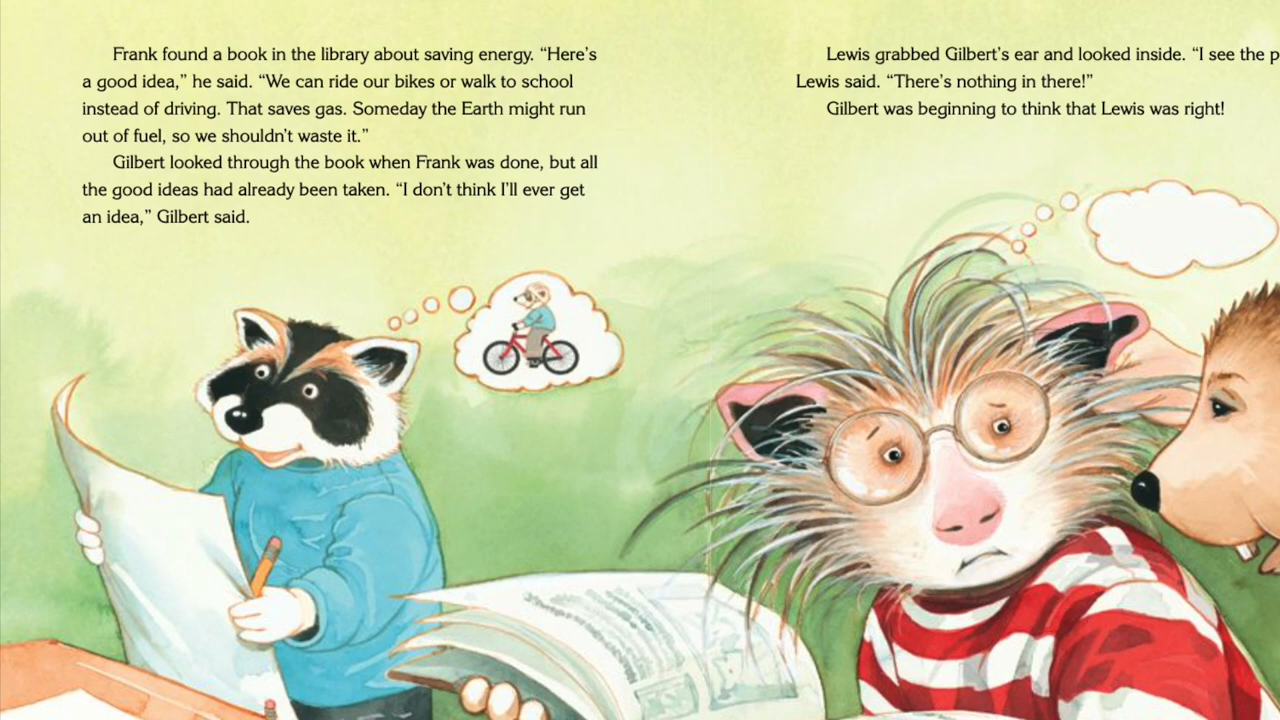 Frank found a book in the library about saving energy. “Here’s
a good idea,” he said. “We can ride our bikes or walk to school
instead of driving. That saves gas. Someday the Earth might run
out of fuel, so we shouldn’t waste it.”
Gilbert looked through the book when Frank was done, but all
the good ideas had already been taken. “I don’t think I’ll ever get
an idea,” Gilbert said.
Lewis grabbed Gilbert’s ear and looked inside. “I see the
Lewis said. “There’s nothing in there!”
Gilbert was beginning to think that Lewis was right!